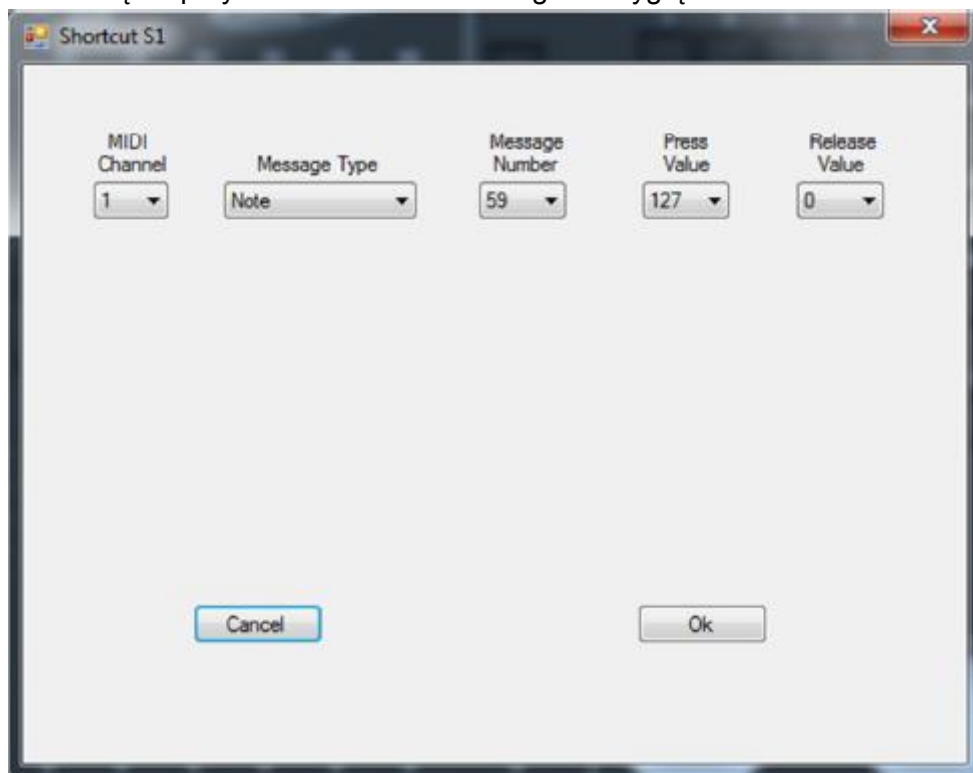 Shortcut S1
MIDI
Channel
Message Type
Message
Number
Press
Value
Release
Value
1
Note
59
127
0
Cancel
Ok